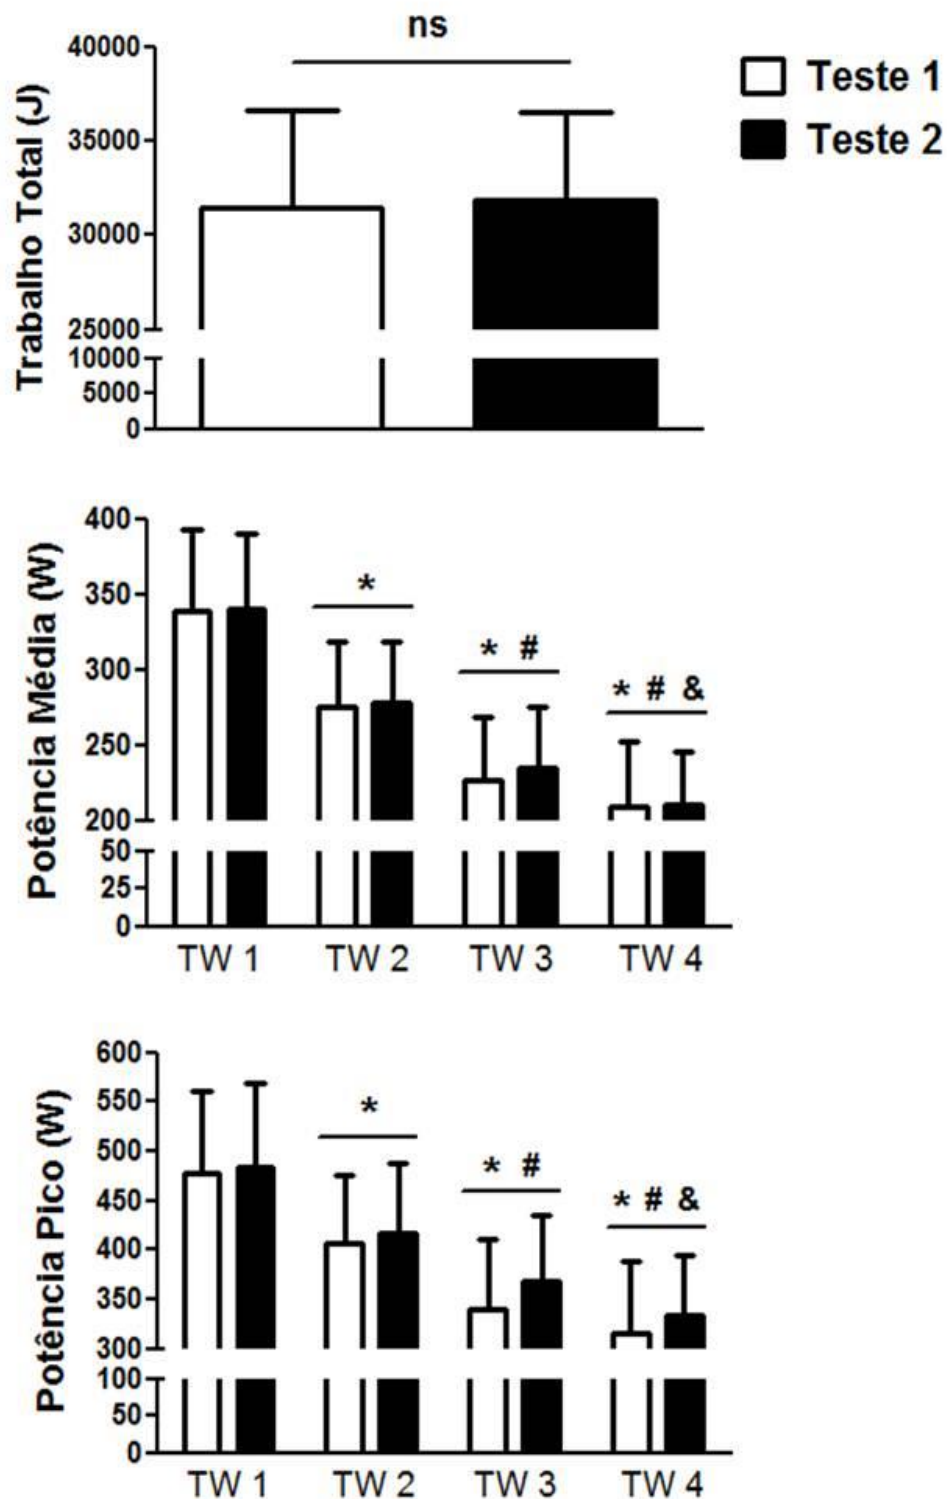 ns
Teste 1
Teste 2
Trabalho Total (J)
40000
35000
30000
25000
10000
5000
0
Potência Média (W)
400
350
300
250
200
50
25
0
*
* #
* # &
TW 1 TW 2 TW 3 TW 4
Potência Pico (W)
600
550
500
450
400
350
300
100
50
0
*
* #
* # &
TW 1 TW 2 TW 3 TW 4